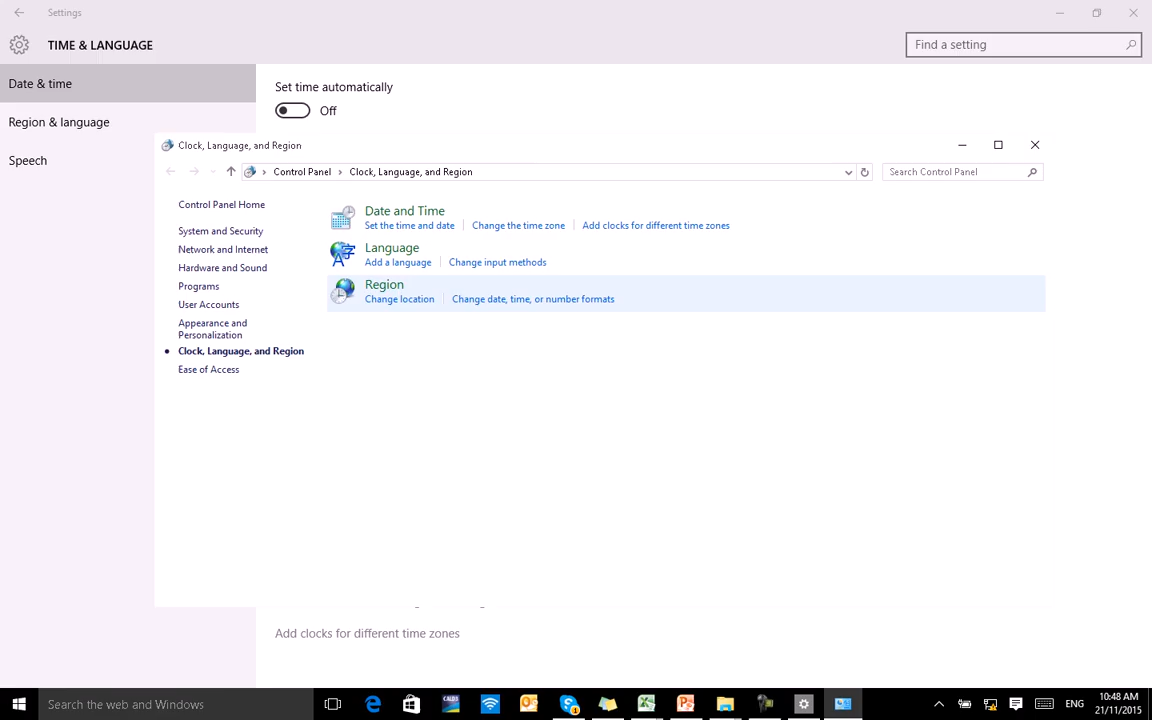 Settings
TIME & LANGUAGE
Find a setting
Date & time
Region & language
Speech
Set time automatically
Off
Clock, Language, and Region
Control Panel > Clock, Language, and Region
Search Control Panel
Control Panel Home
System and Security
Network and Internet
Hardware and Sound
Programs
User Accounts
Appearance and
Personalization
Clock, Language, and Region
Ease of Access
Date and Time
Set the time and date
Change the time zone
Add clocks for different time zones
Language
Add a language
Change input methods
Region
Change location
Change date, time, or number formats
Add clocks for different time zones
Search the web and Windows
ENG
10:48 AM
21/11/2015